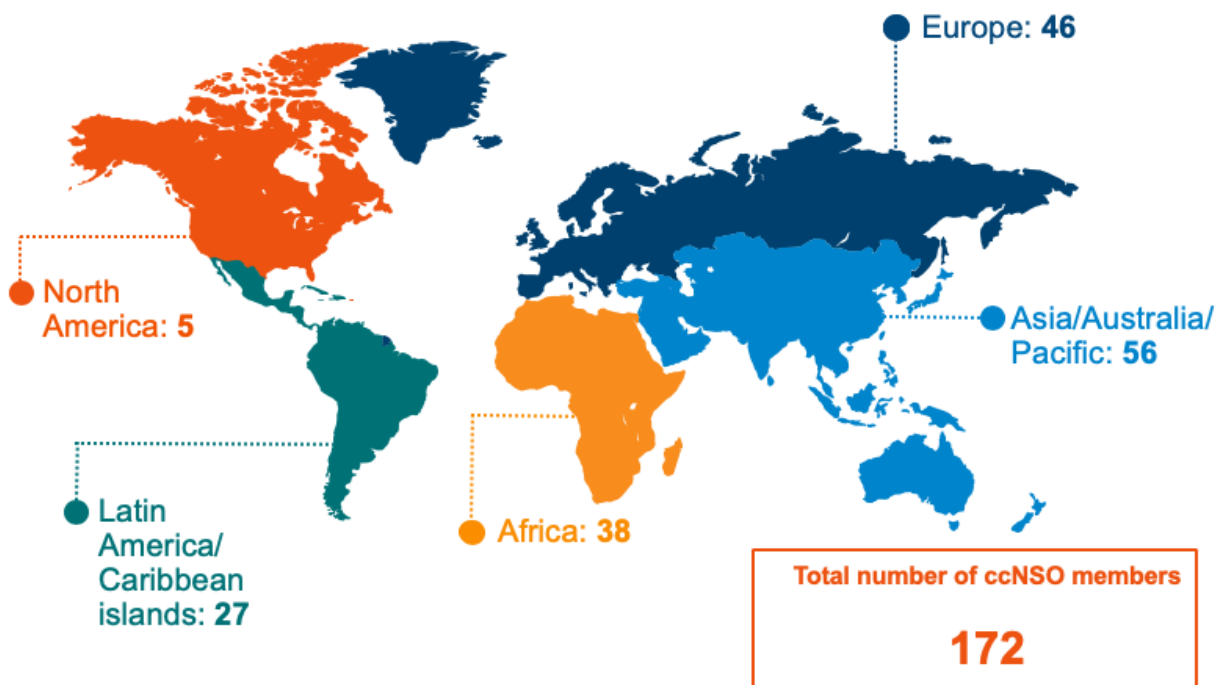 Europe: 46
North
America: 5
Asia/Australia/
Pacific: 56
Latin
America/
Caribbean
islands: 27
Africa: 38
Total number of ccNSO members
172